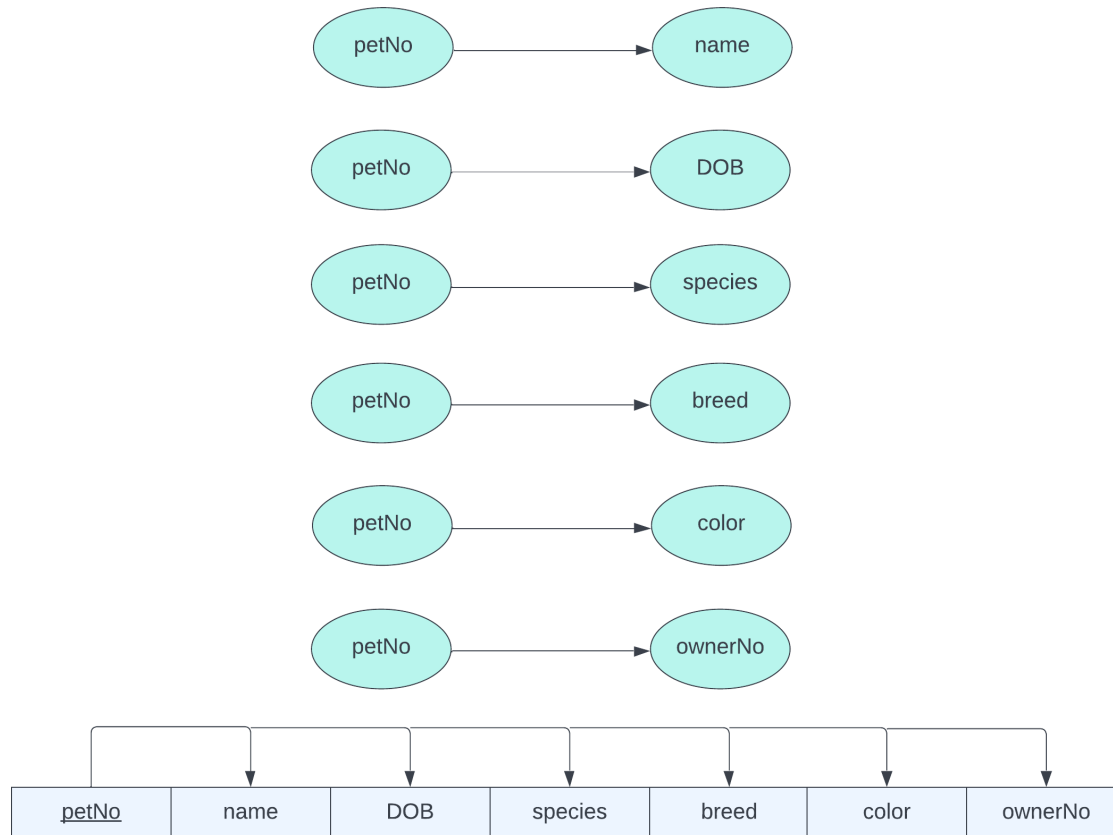 petNo name
petNo DOB
petNo species
petNo breed
petNo color
petNo ownerNo
petNo name DOB species breed color ownerNo